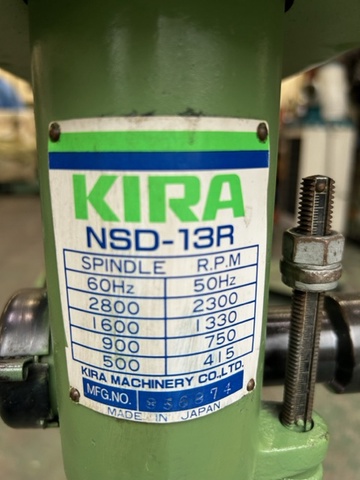 KIRA
NSD-13R
SPINDLE R.P.M
60Hz 50Hz
2800 2300
1600 1330
900 750
500 415
KIRA MACHINERY CO.,LTD.
MFG.NO.
MADE IN JAPAN